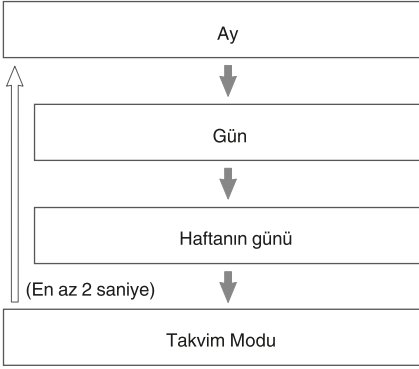 Ay
Gün
Haftanın günü
(En az 2 saniye)
Takvim Modu